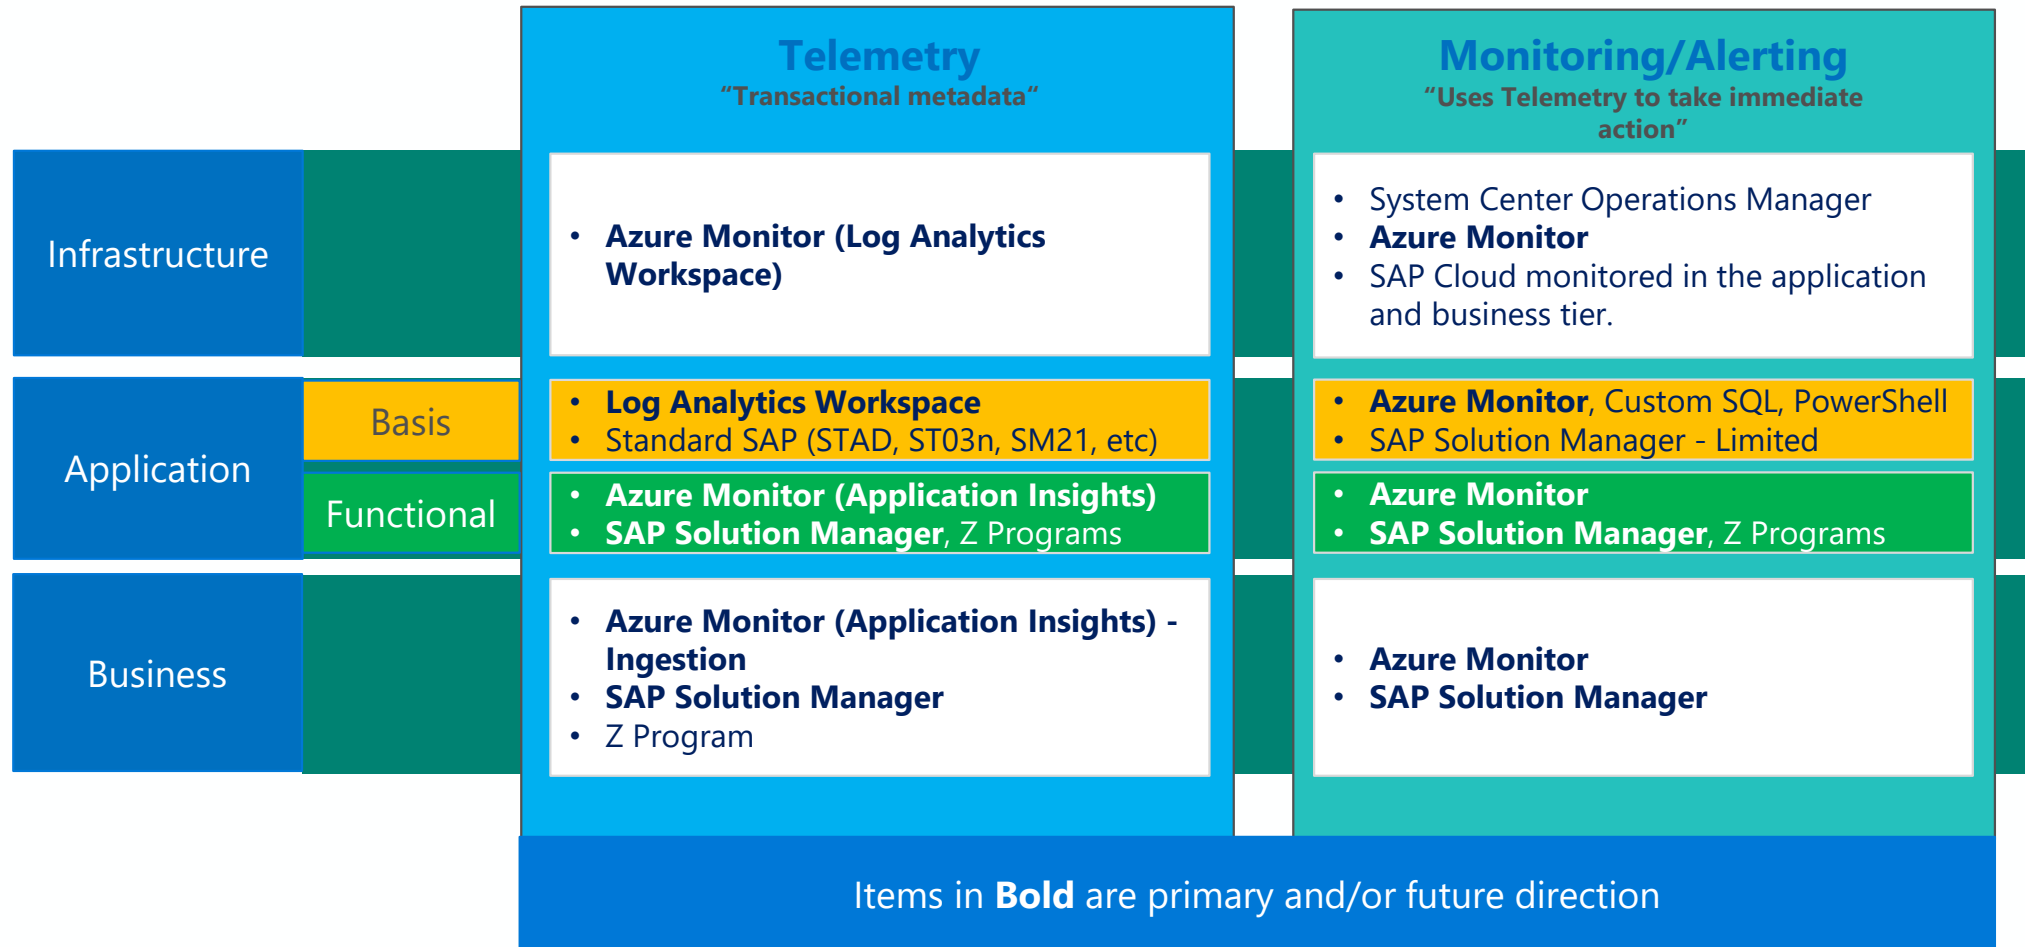 Telemetry
“Transactional metadata“
Monitoring/Alerting
“Uses Telemetry to take immediate
action”
Infrastructure
• Azure Monitor (Log Analytics
Workspace)
• System Center Operations Manager
• Azure Monitor
• SAP Cloud monitored in the application
and business tier.
Application
Basis
• Log Analytics Workspace
• Standard SAP (STAD, ST03n, SM21, etc)
• Azure Monitor, Custom SQL, PowerShell
• SAP Solution Manager - Limited
Functional
• Azure Monitor (Application Insights)
• SAP Solution Manager, Z Programs
• Azure Monitor
• SAP Solution Manager, Z Programs
Business
• Azure Monitor (Application Insights) -
Ingestion
• SAP Solution Manager
• Z Program
• Azure Monitor
• SAP Solution Manager
Items in Bold are primary and/or future direction